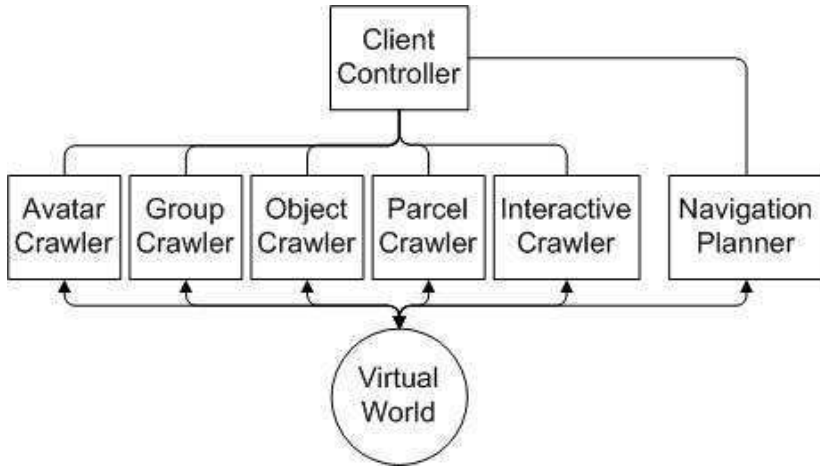 Client
Controller
Avatar
Crawler
Group
Crawler
Object
Crawler
Parcel
Crawler
Interactive
Crawler
Navigation
Planner
Virtual
World